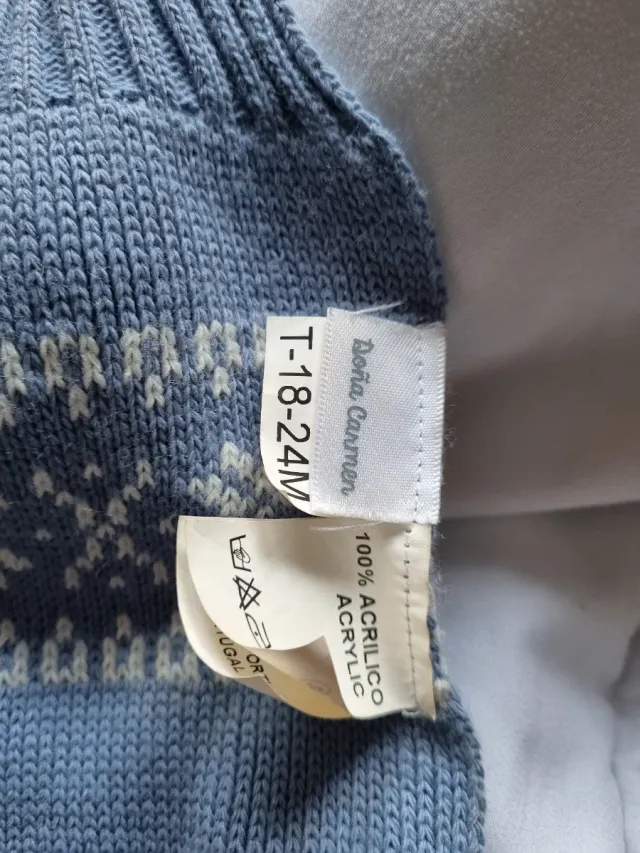 Doña Carmen
T-18-24M
100% ACRILICO
ACRYLIC